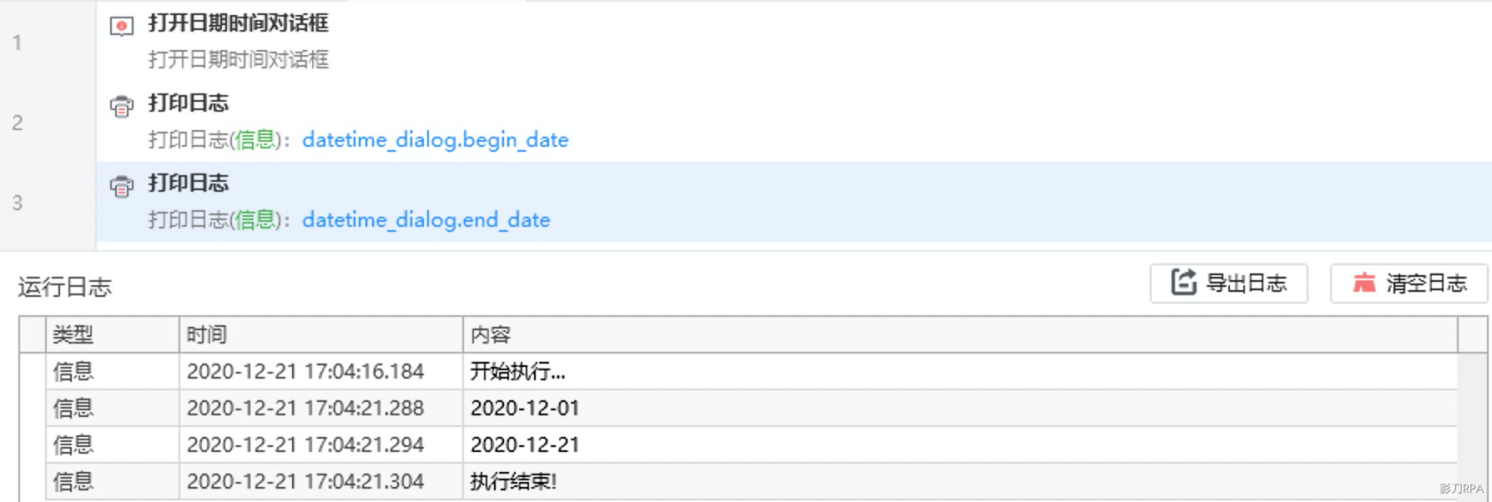 1
打开日期时间对话框
打开日期时间对话框
2
打印日志
打印日志(信息)： datetime_dialog.begin_date
3
打印日志
打印日志(信息)： datetime_dialog.end_date
运行日志 导出日志 清空日志
类型 时间 内容
信息 2020-12-21 17:04:16.184 开始执行...
信息 2020-12-21 17:04:21.288 2020-12-01
信息 2020-12-21 17:04:21.294 2020-12-21
信息 2020-12-21 17:04:21.304 执行结束!
影刀RPA